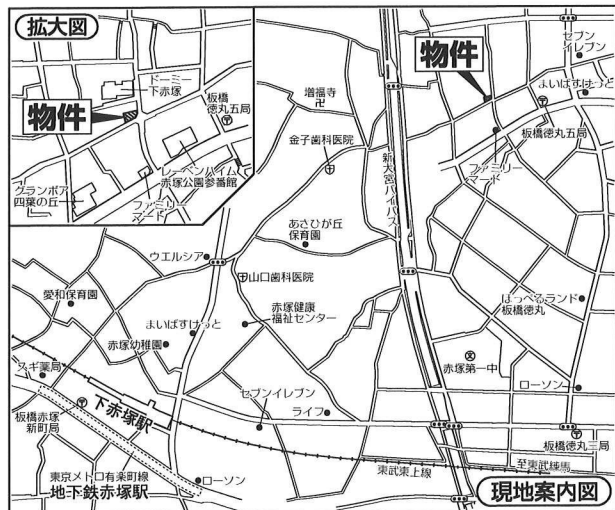 拡大図
ドーミー
下赤塚
物件
板橋
徳丸五局
レーベンハイム
赤塚公園参番館
グランボア
四葉の丘
ファミリー
マート
増福寺
金子歯科医院
新大宮バイパス
物件
セブン
イレブン
まいばすけっと
板橋
徳丸五局
ファミリー
マート
あさひが丘
保育園
ウエルシア
山口歯科医院
愛和保育園
まいばすけっと
赤塚幼稚園
赤塚健康
福祉センター
はっぺるランド
板橋徳丸
赤塚第一中
スギ薬局
ローソン
板橋赤塚
新町局
下赤塚駅
セブンイレブン
ライフ
板橋徳丸三局
東京メトロ有楽町線
地下鉄赤塚駅
ローソン
東武東上線
至東武練馬
現地案内図